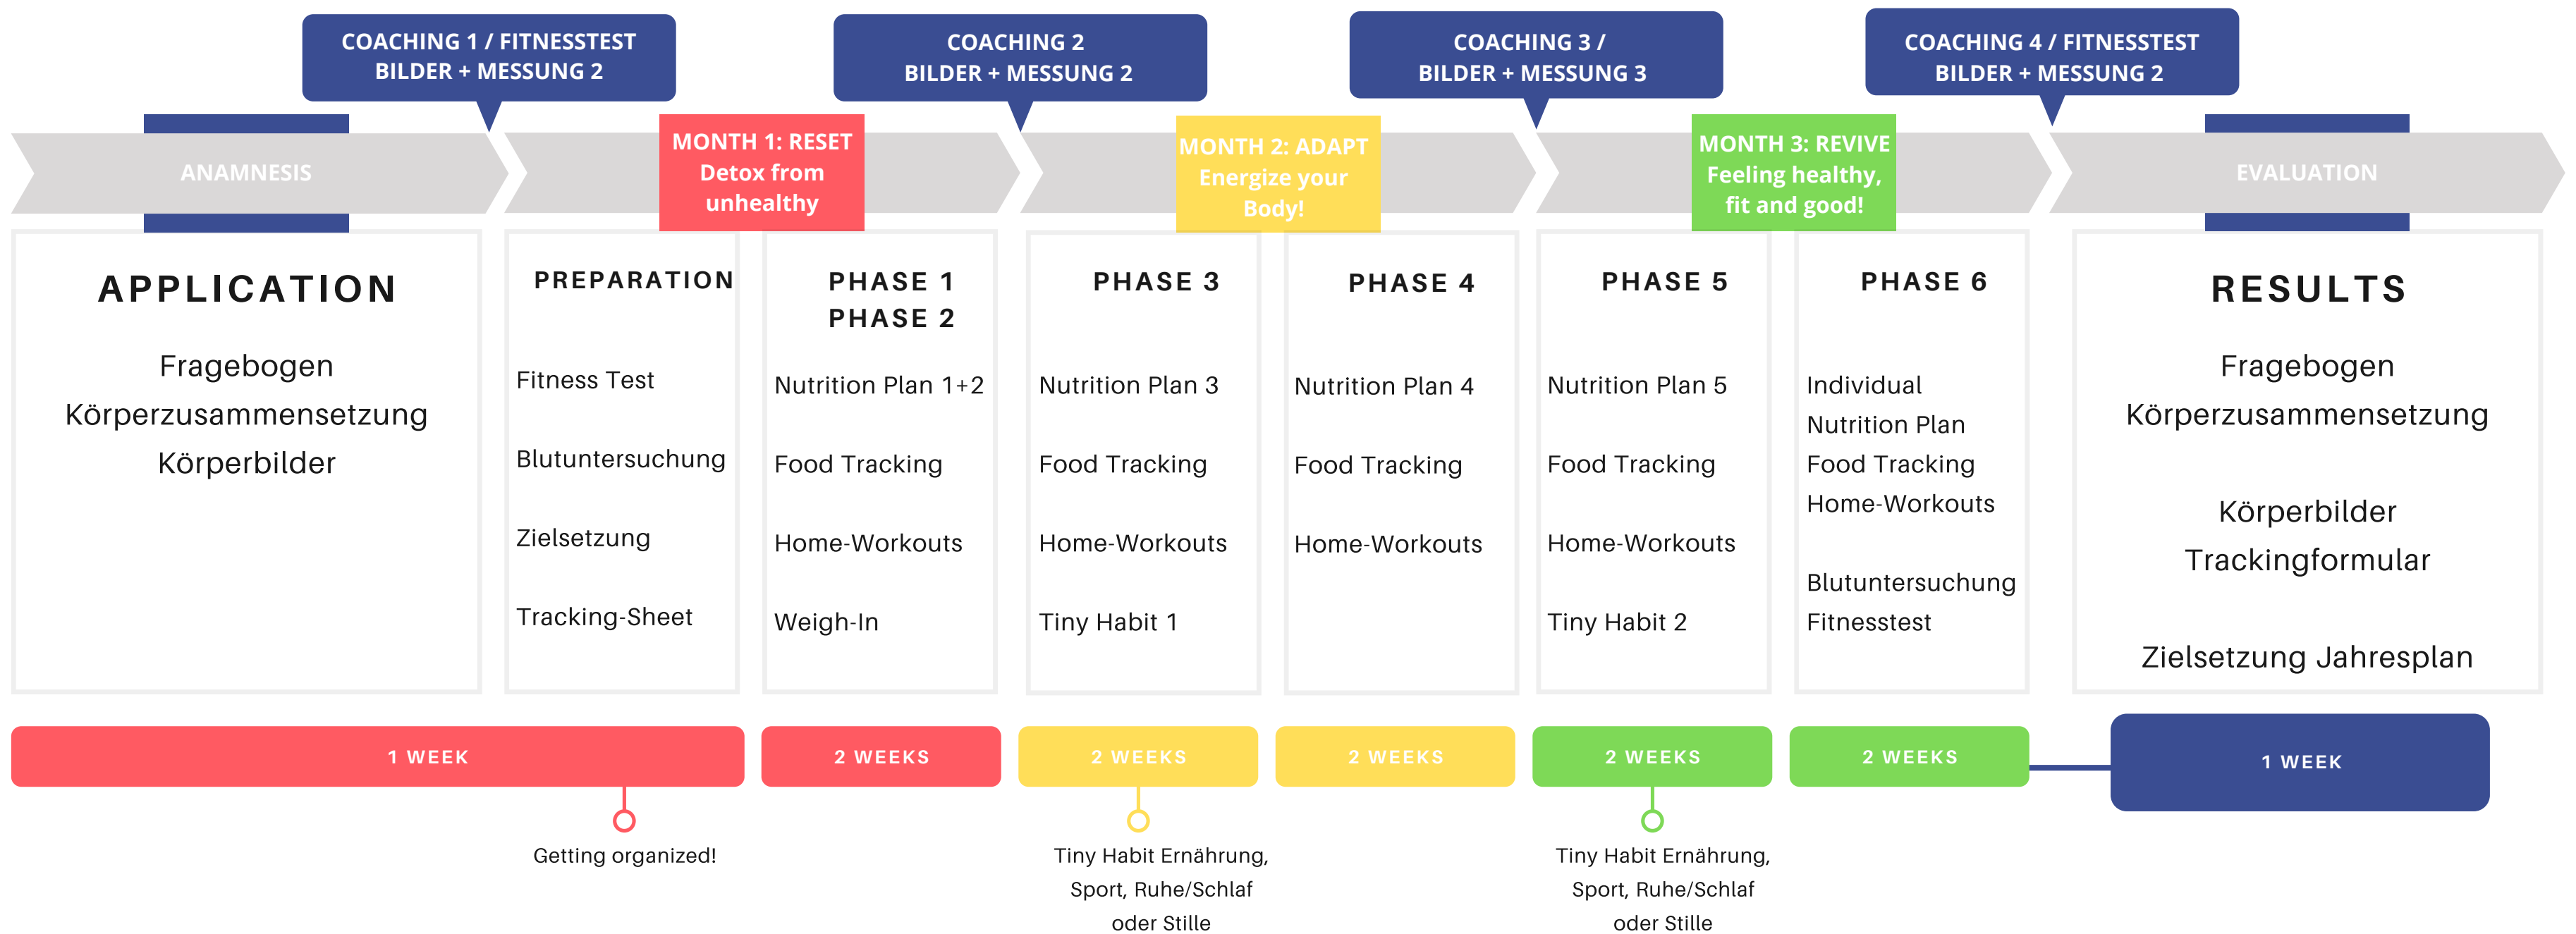 COACHING 1 / FITNESSTEST
BILDER + MESSUNG 2
COACHING 2
BILDER + MESSUNG 2
COACHING 3 /
BILDER + MESSUNG 3
COACHING 4 / FITNESSTEST
BILDER + MESSUNG 2
ANAMNESIS
MONTH 1: RESET
Detox from
unhealthy
MONTH 2: ADAPT
Energize your
Body!
MONTH 3: REVIVE
Feeling healthy,
fit and good!
EVALUATION
APPLICATION
Fragebogen
Körperzusammensetzung
Körperbilder
PREPARATION
Fitness Test
Blutuntersuchung
Zielsetzung
Tracking-Sheet
PHASE 1
PHASE 2
Nutrition Plan 1+2
Food Tracking
Home-Workouts
Weigh-In
PHASE 3
Nutrition Plan 3
Food Tracking
Home-Workouts
Tiny Habit 1
PHASE 4
Nutrition Plan 4
Food Tracking
Home-Workouts
PHASE 5
Nutrition Plan 5
Food Tracking
Home-Workouts
Tiny Habit 2
PHASE 6
Individual
Nutrition Plan
Food Tracking
Home-Workouts
Blutuntersuchung
Fitnesstest
RESULTS
Fragebogen
Körperzusammensetzung
Körperbilder
Trackingformular
Zielsetzung Jahresplan
1 WEEK
2 WEEKS
2 WEEKS
2 WEEKS
2 WEEKS
2 WEEKS
1 WEEK
Getting organized!
Tiny Habit Ernährung,
Sport, Ruhe/Schlaf
oder Stille
Tiny Habit Ernährung,
Sport, Ruhe/Schlaf
oder Stille